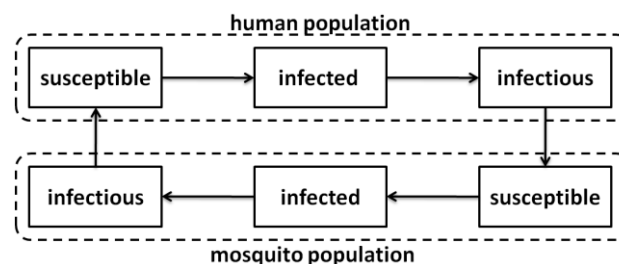 human population
susceptible infected infectious
infectious infected susceptible
mosquito population